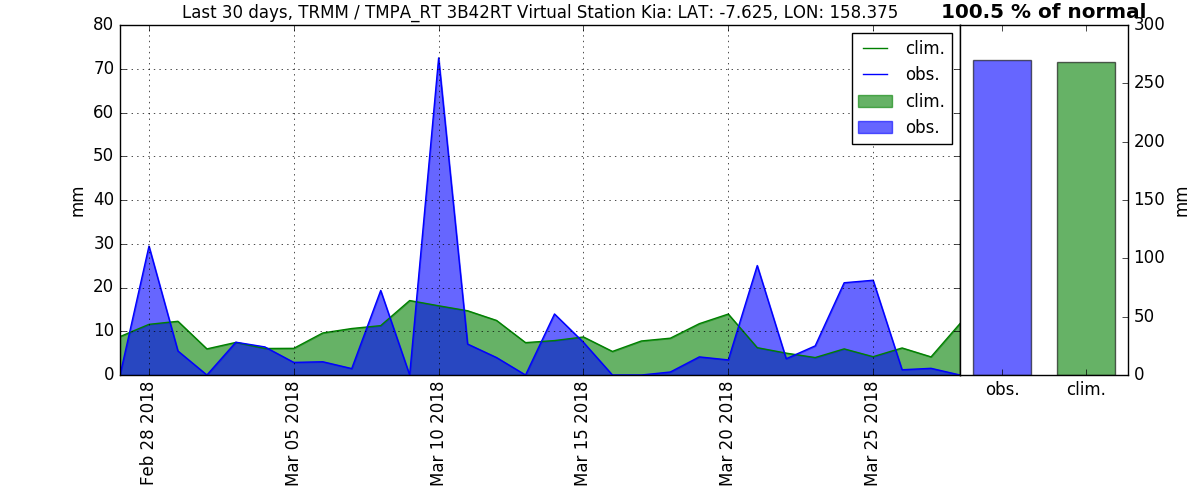 Last 30 days, TRMM / TMPA_RT 3B42RT Virtual Station Kia: LAT: -7.625, LON: 158.375
100.5 % of normal
80
70
60
50
40
30
20
10
0
mm
clim.
obs.
clim.
obs.
300
250
200
150
100
50
0
mm
obs.
clim.
Feb 28 2018
Mar 05 2018
Mar 10 2018
Mar 15 2018
Mar 20 2018
Mar 25 2018